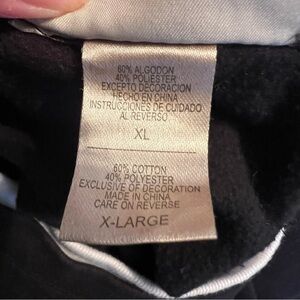 60% ALGODON
40% POLIESTER
EXCEPTO DECORACION
HECHO EN CHINA
INSTRUCCIONES DE CUIDADO
AL REVERSO
XL
60% COTTON
40% POLYESTER
EXCLUSIVE OF DECORATION
MADE IN CHINA
CARE ON REVERSE
X-LARGE